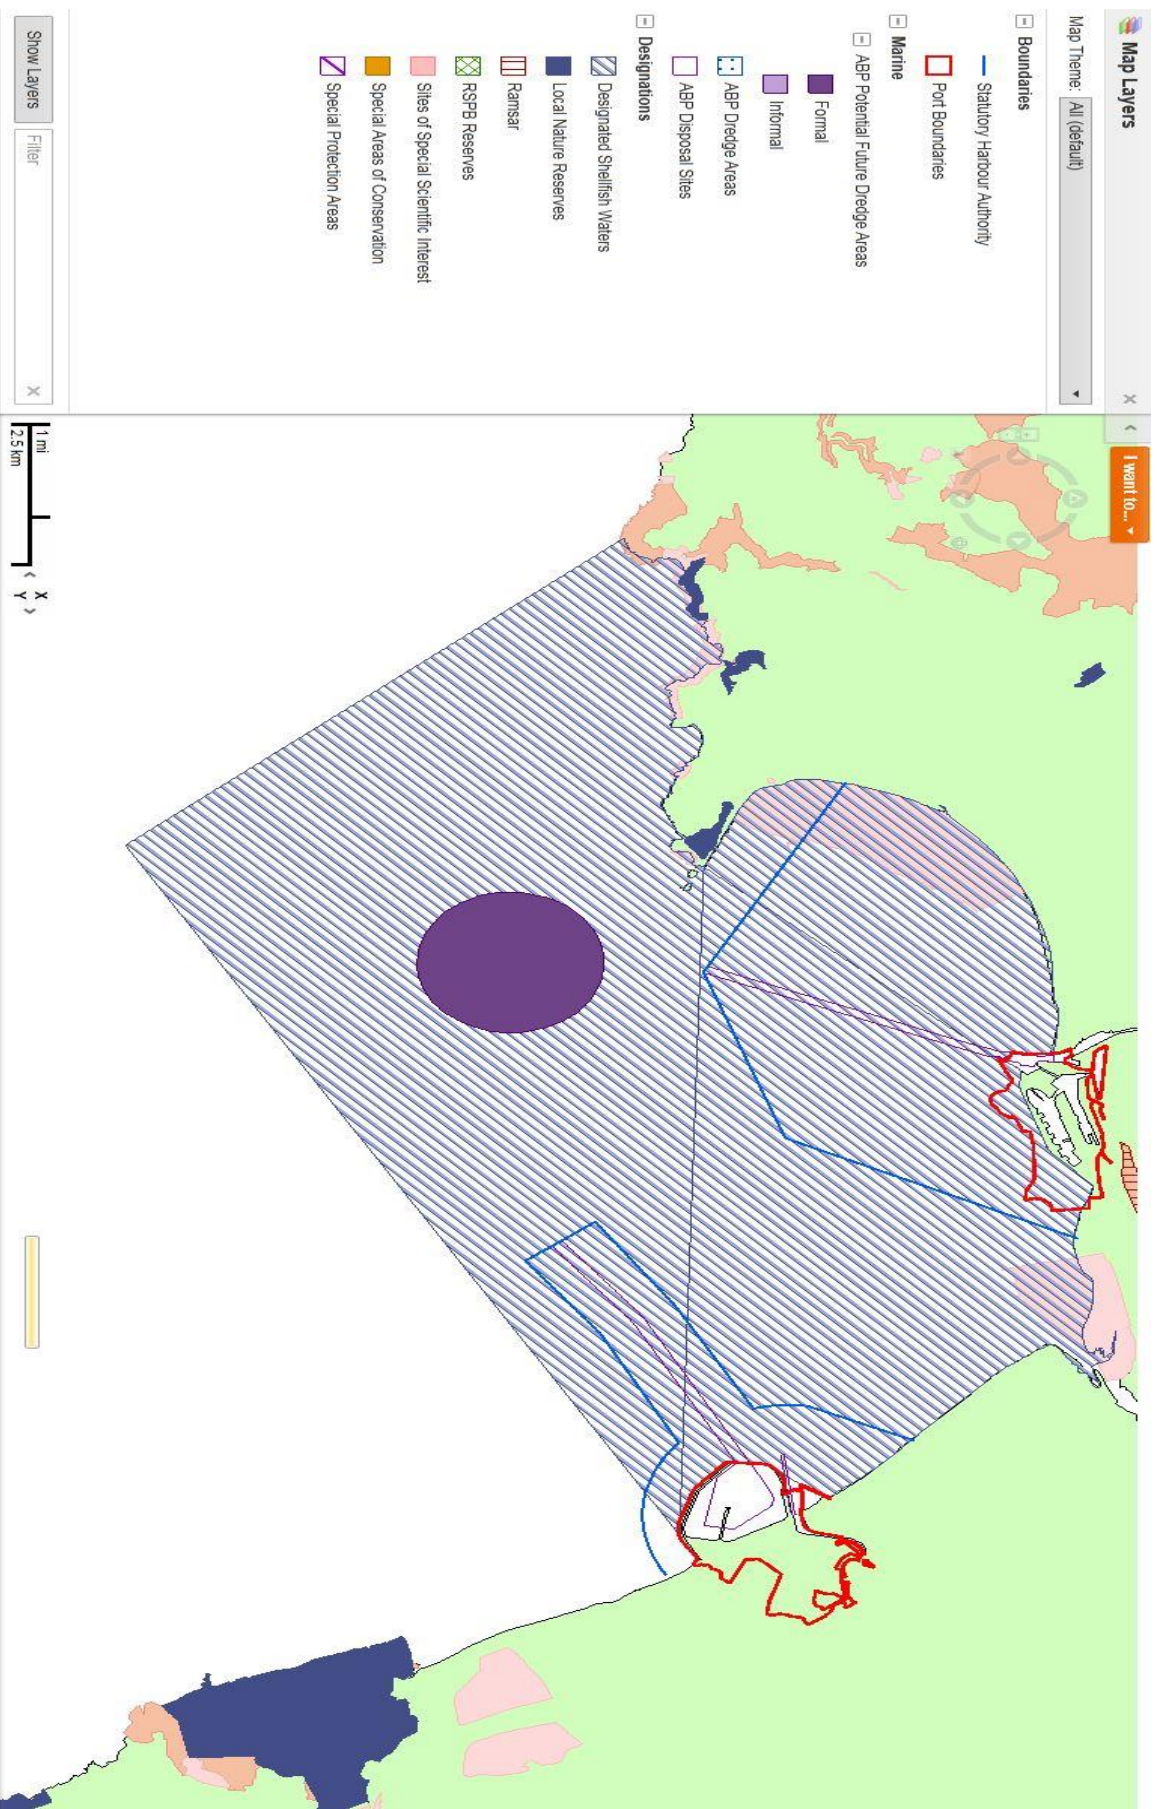 Map Layers
X
I want to...
Map Theme: All (default)
Boundaries
Statutory Harbour Authority
Port Boundaries
Marine
ABP Potential Future Dredge Areas
Formal
Informal
ABP Dredge Areas
ABP Disposal Sites
Designations
Designated Shellfish Waters
Local Nature Reserves
Ramsar
RSPB Reserves
Sites of Special Scientific Interest
Special Areas of Conservation
Special Protection Areas
Show Layers
Filter
X
1 mi
2.5 km
X
Y